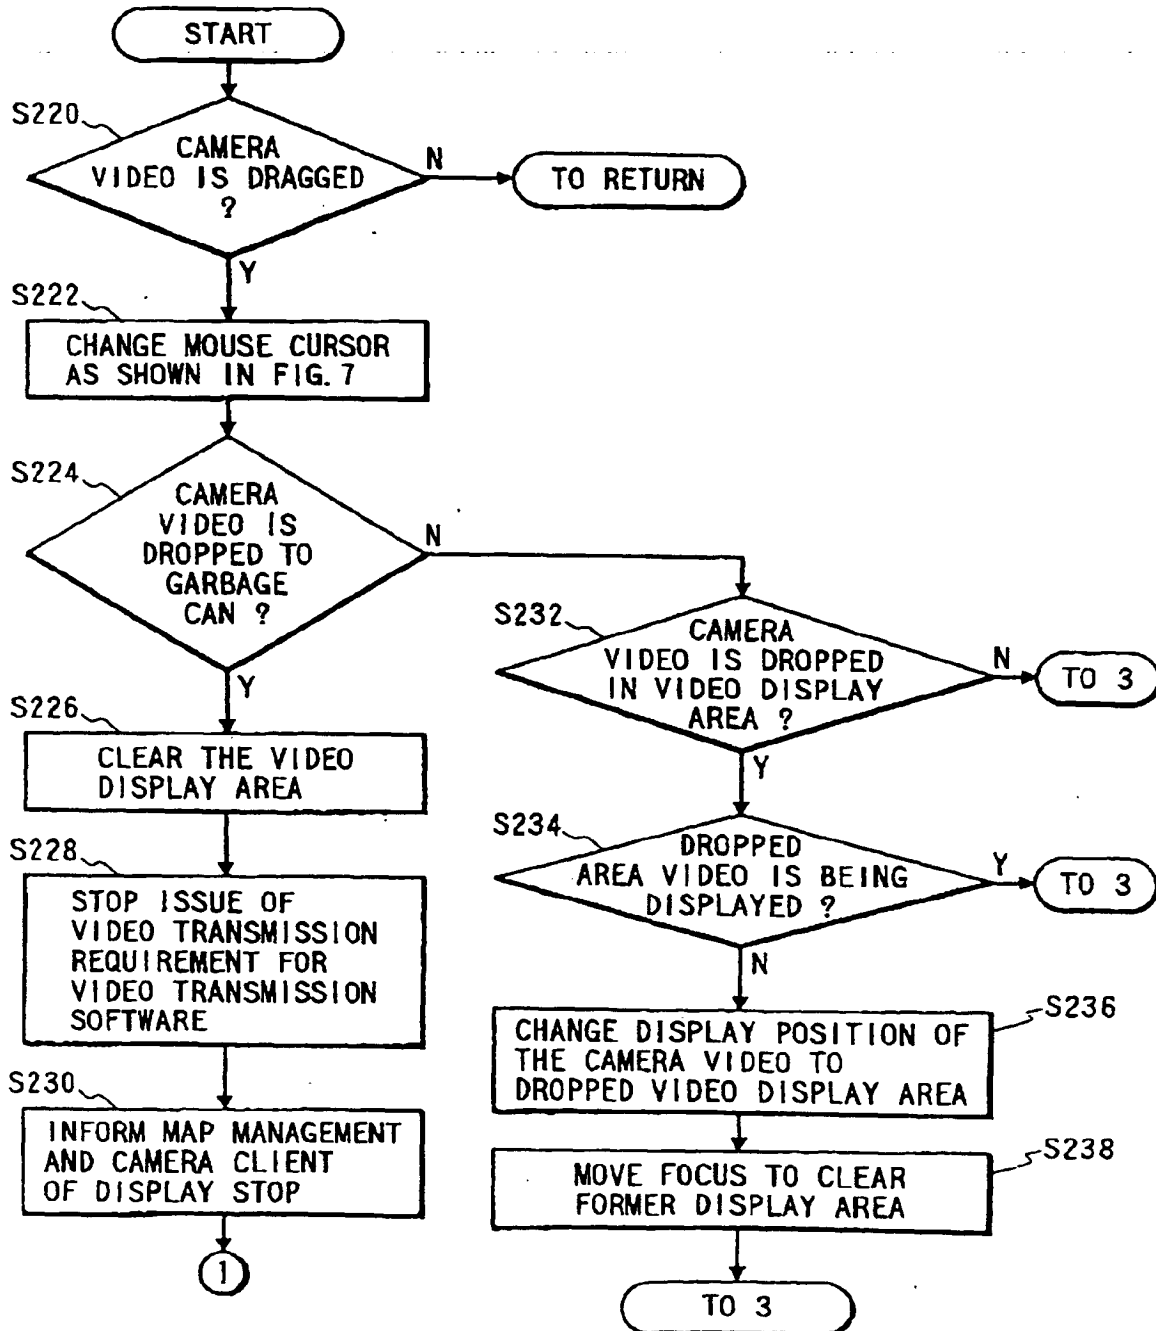 START
S220
CAMERA
VIDEO IS DRAGGED
?
N
TO RETURN
Y
S222
CHANGE MOUSE CURSOR
AS SHOWN IN FIG. 7
S224
CAMERA
VIDEO IS
DROPPED TO
GARBAGE
CAN ?
N
Y
S232
CAMERA
VIDEO IS DROPPED
IN VIDEO DISPLAY
AREA ?
N
TO 3
Y
S226
CLEAR THE VIDEO
DISPLAY AREA
S234
DROPPED
AREA VIDEO IS BEING
DISPLAYED ?
Y
TO 3
N
S228
STOP ISSUE OF
VIDEO TRANSMISSION
REQUIREMENT FOR
VIDEO TRANSMISSION
SOFTWARE
S236
CHANGE DISPLAY POSITION OF
THE CAMERA VIDEO TO
DROPPED VIDEO DISPLAY AREA
S230
INFORM MAP MANAGEMENT
AND CAMERA CLIENT
OF DISPLAY STOP
S238
MOVE FOCUS TO CLEAR
FORMER DISPLAY AREA
1
TO 3